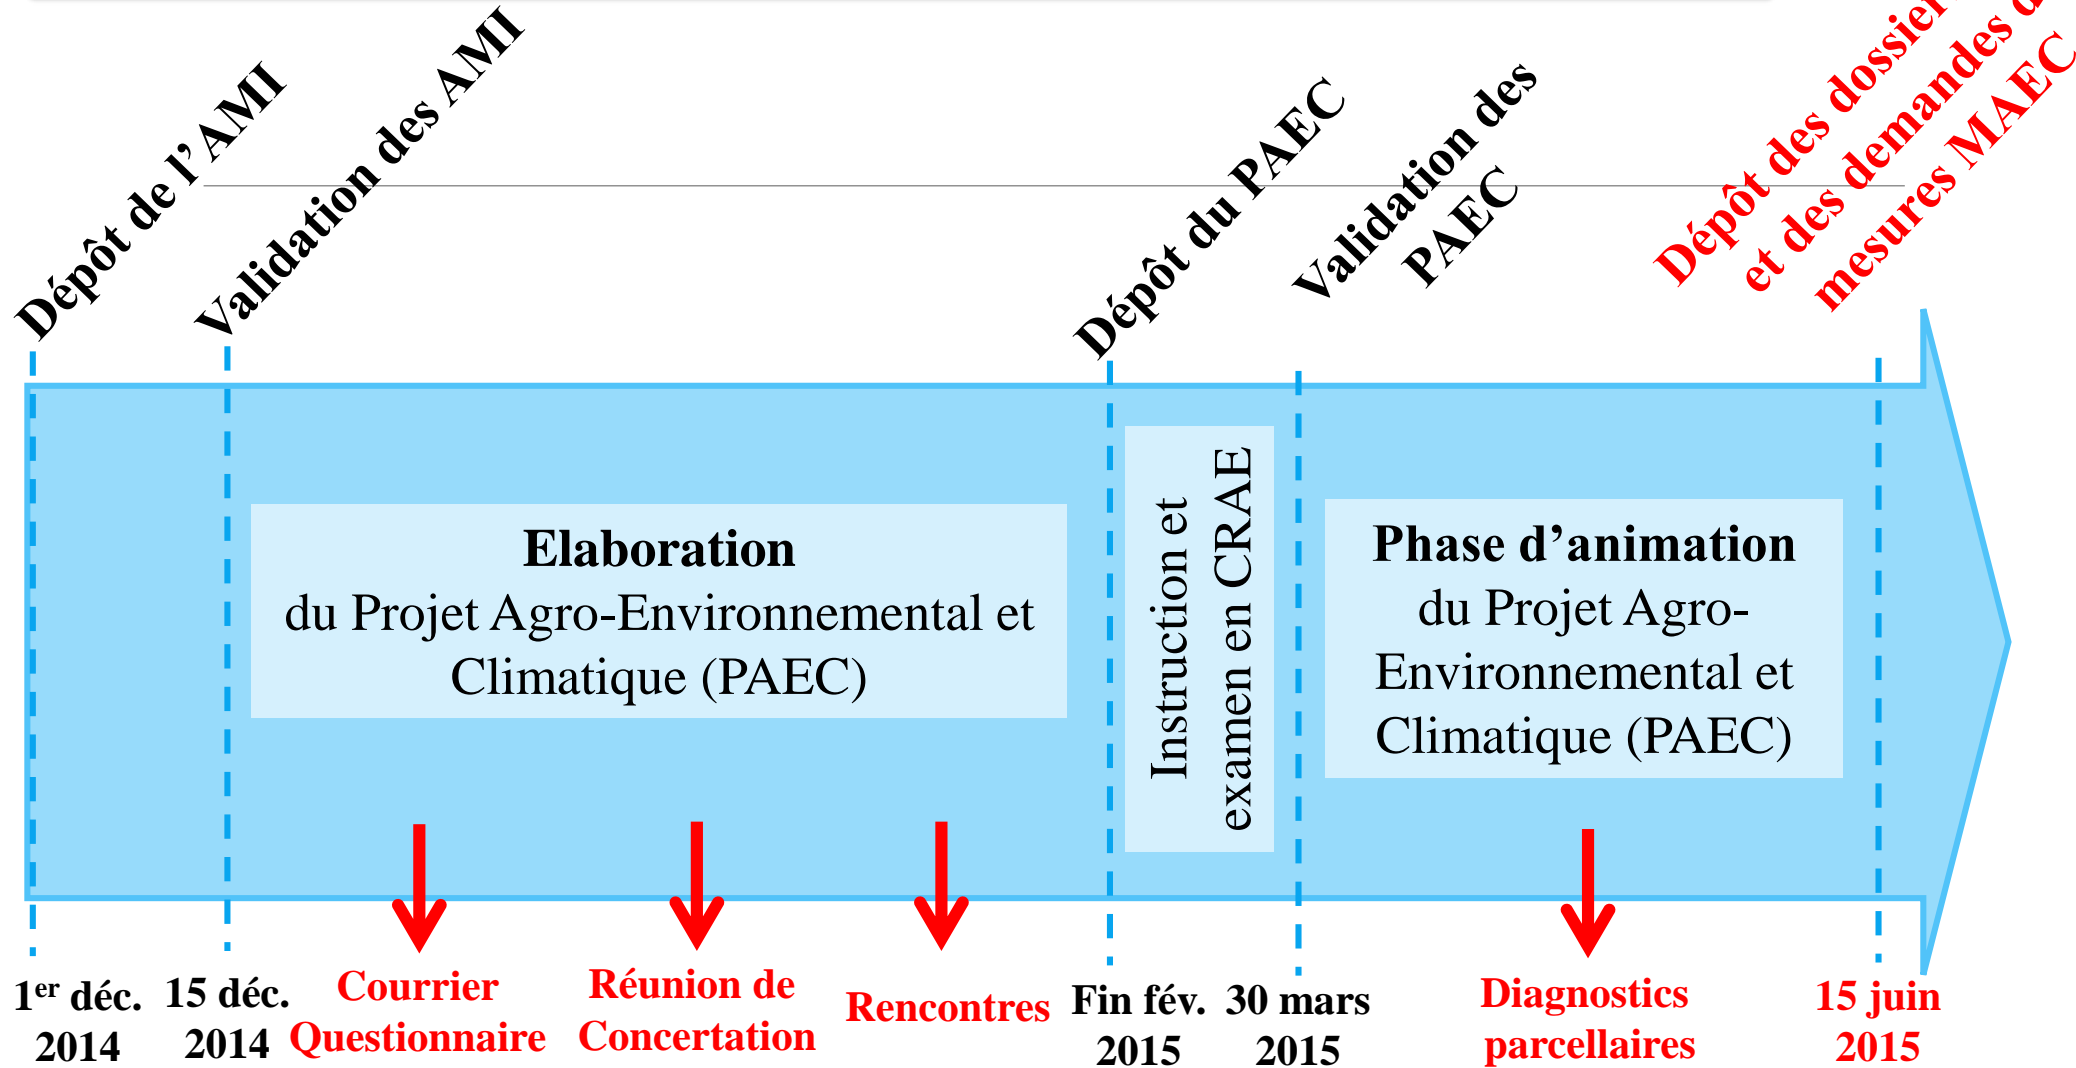 Dépôt de l’AMI
Validation des AMI
Dépôt du PAEC
Validation des
PAEC
Dépôt des dossiers
et des demandes
mesures MAEC
Elaboration
du Projet Agro-Environnemental et
Climatique (PAEC)
Instruction et
examen en CRAE
Phase d’animation
du Projet Agro-
Environnemental et
Climatique (PAEC)
1er déc.
2014
15 déc.
2014
Courrier
Questionnaire
Réunion de
Concertation
Rencontres
Fin fév.
2015
30 mars
2015
Diagnostics
parcellaires
15 juin
2015